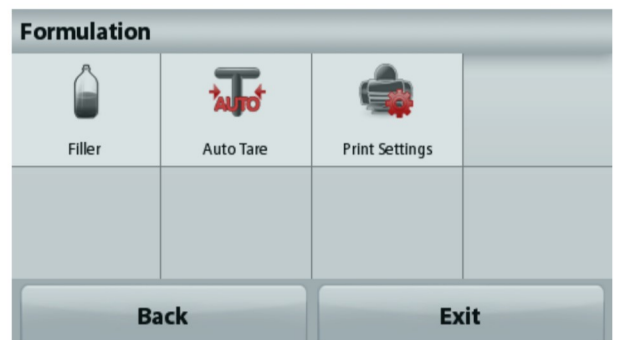 Formulation
AUTO
Filler
Auto Tare
Print Settings
Back
Exit